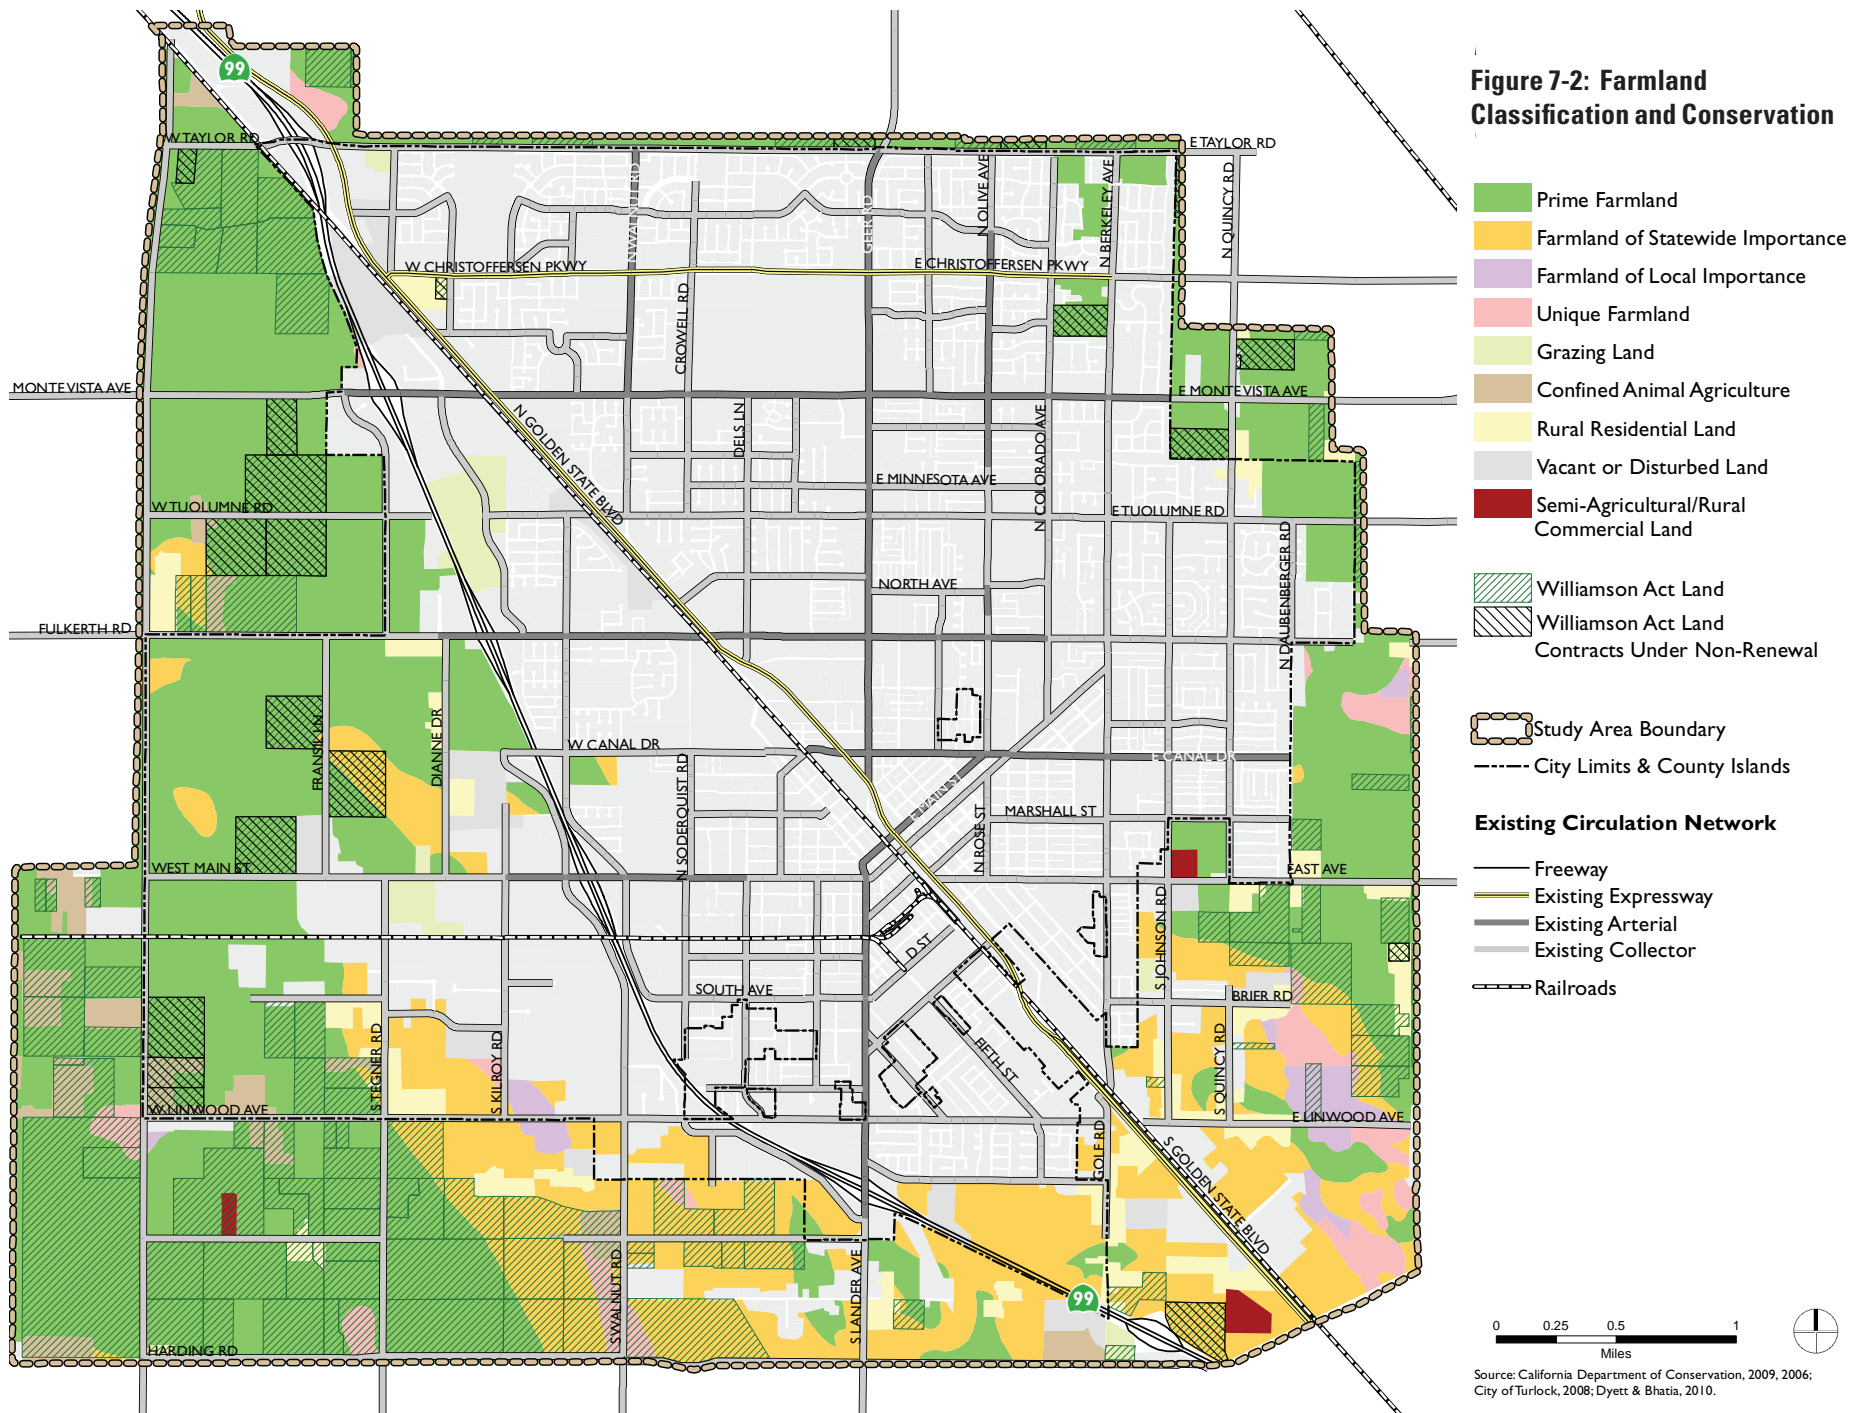 Figure 7-2: Farmland
Classification and Conservation
Prime Farmland
Farmland of Statewide Importance
Farmland of Local Importance
Unique Farmland
Grazing Land
Confined Animal Agriculture
Rural Residential Land
Vacant or Disturbed Land
Semi-Agricultural/Rural
Commercial Land
Williamson Act Land
Williamson Act Land
Contracts Under Non-Renewal
Study Area Boundary
City Limits & County Islands
Existing Circulation Network
Freeway
Existing Expressway
Existing Arterial
Existing Collector
Railroads
0 0.25 0.5 1
Miles
Source: California Department of Conservation, 2009, 2006;
City of Turlock, 2008; Dyett & Bhatia, 2010.
99
W TAYLOR RD
E TAYLOR RD
N QUINCY RD
N OLIVE AVE
N BERKELEY AVE
N WALNUT RD
GEER RD
W CHRISTOFFERSEN PKWY
E CHRISTOFFERSEN PKWY
CROWELL RD
MONTE VISTA AVE
E MONTE VISTA AVE
N GOLDEN STATE BLVD
DELS LN
N COLORADO AVE
E MINNESOTA AVE
W TUOLUMNE RD
E TUOLUMNE RD
N DAUBENBERGER RD
NORTH AVE
FULKERTH RD
FRANSIL LN
DIANNE DR
W CANAL DR
E CANAL DR
N SODERQUIST RD
E MAIN ST
N ROSE ST
MARSHALL ST
WEST MAIN ST
EAST AVE
D ST
S JOHNSON RD
SOUTH AVE
BRIER RD
S TEGNER RD
S KILROY RD
FIFTH ST
S QUINCY RD
W LINWOOD AVE
E LINWOOD AVE
GOLF RD
S GOLDEN STATE BLVD
S WALNUT RD
S LANDER AVE
99
HARDING RD